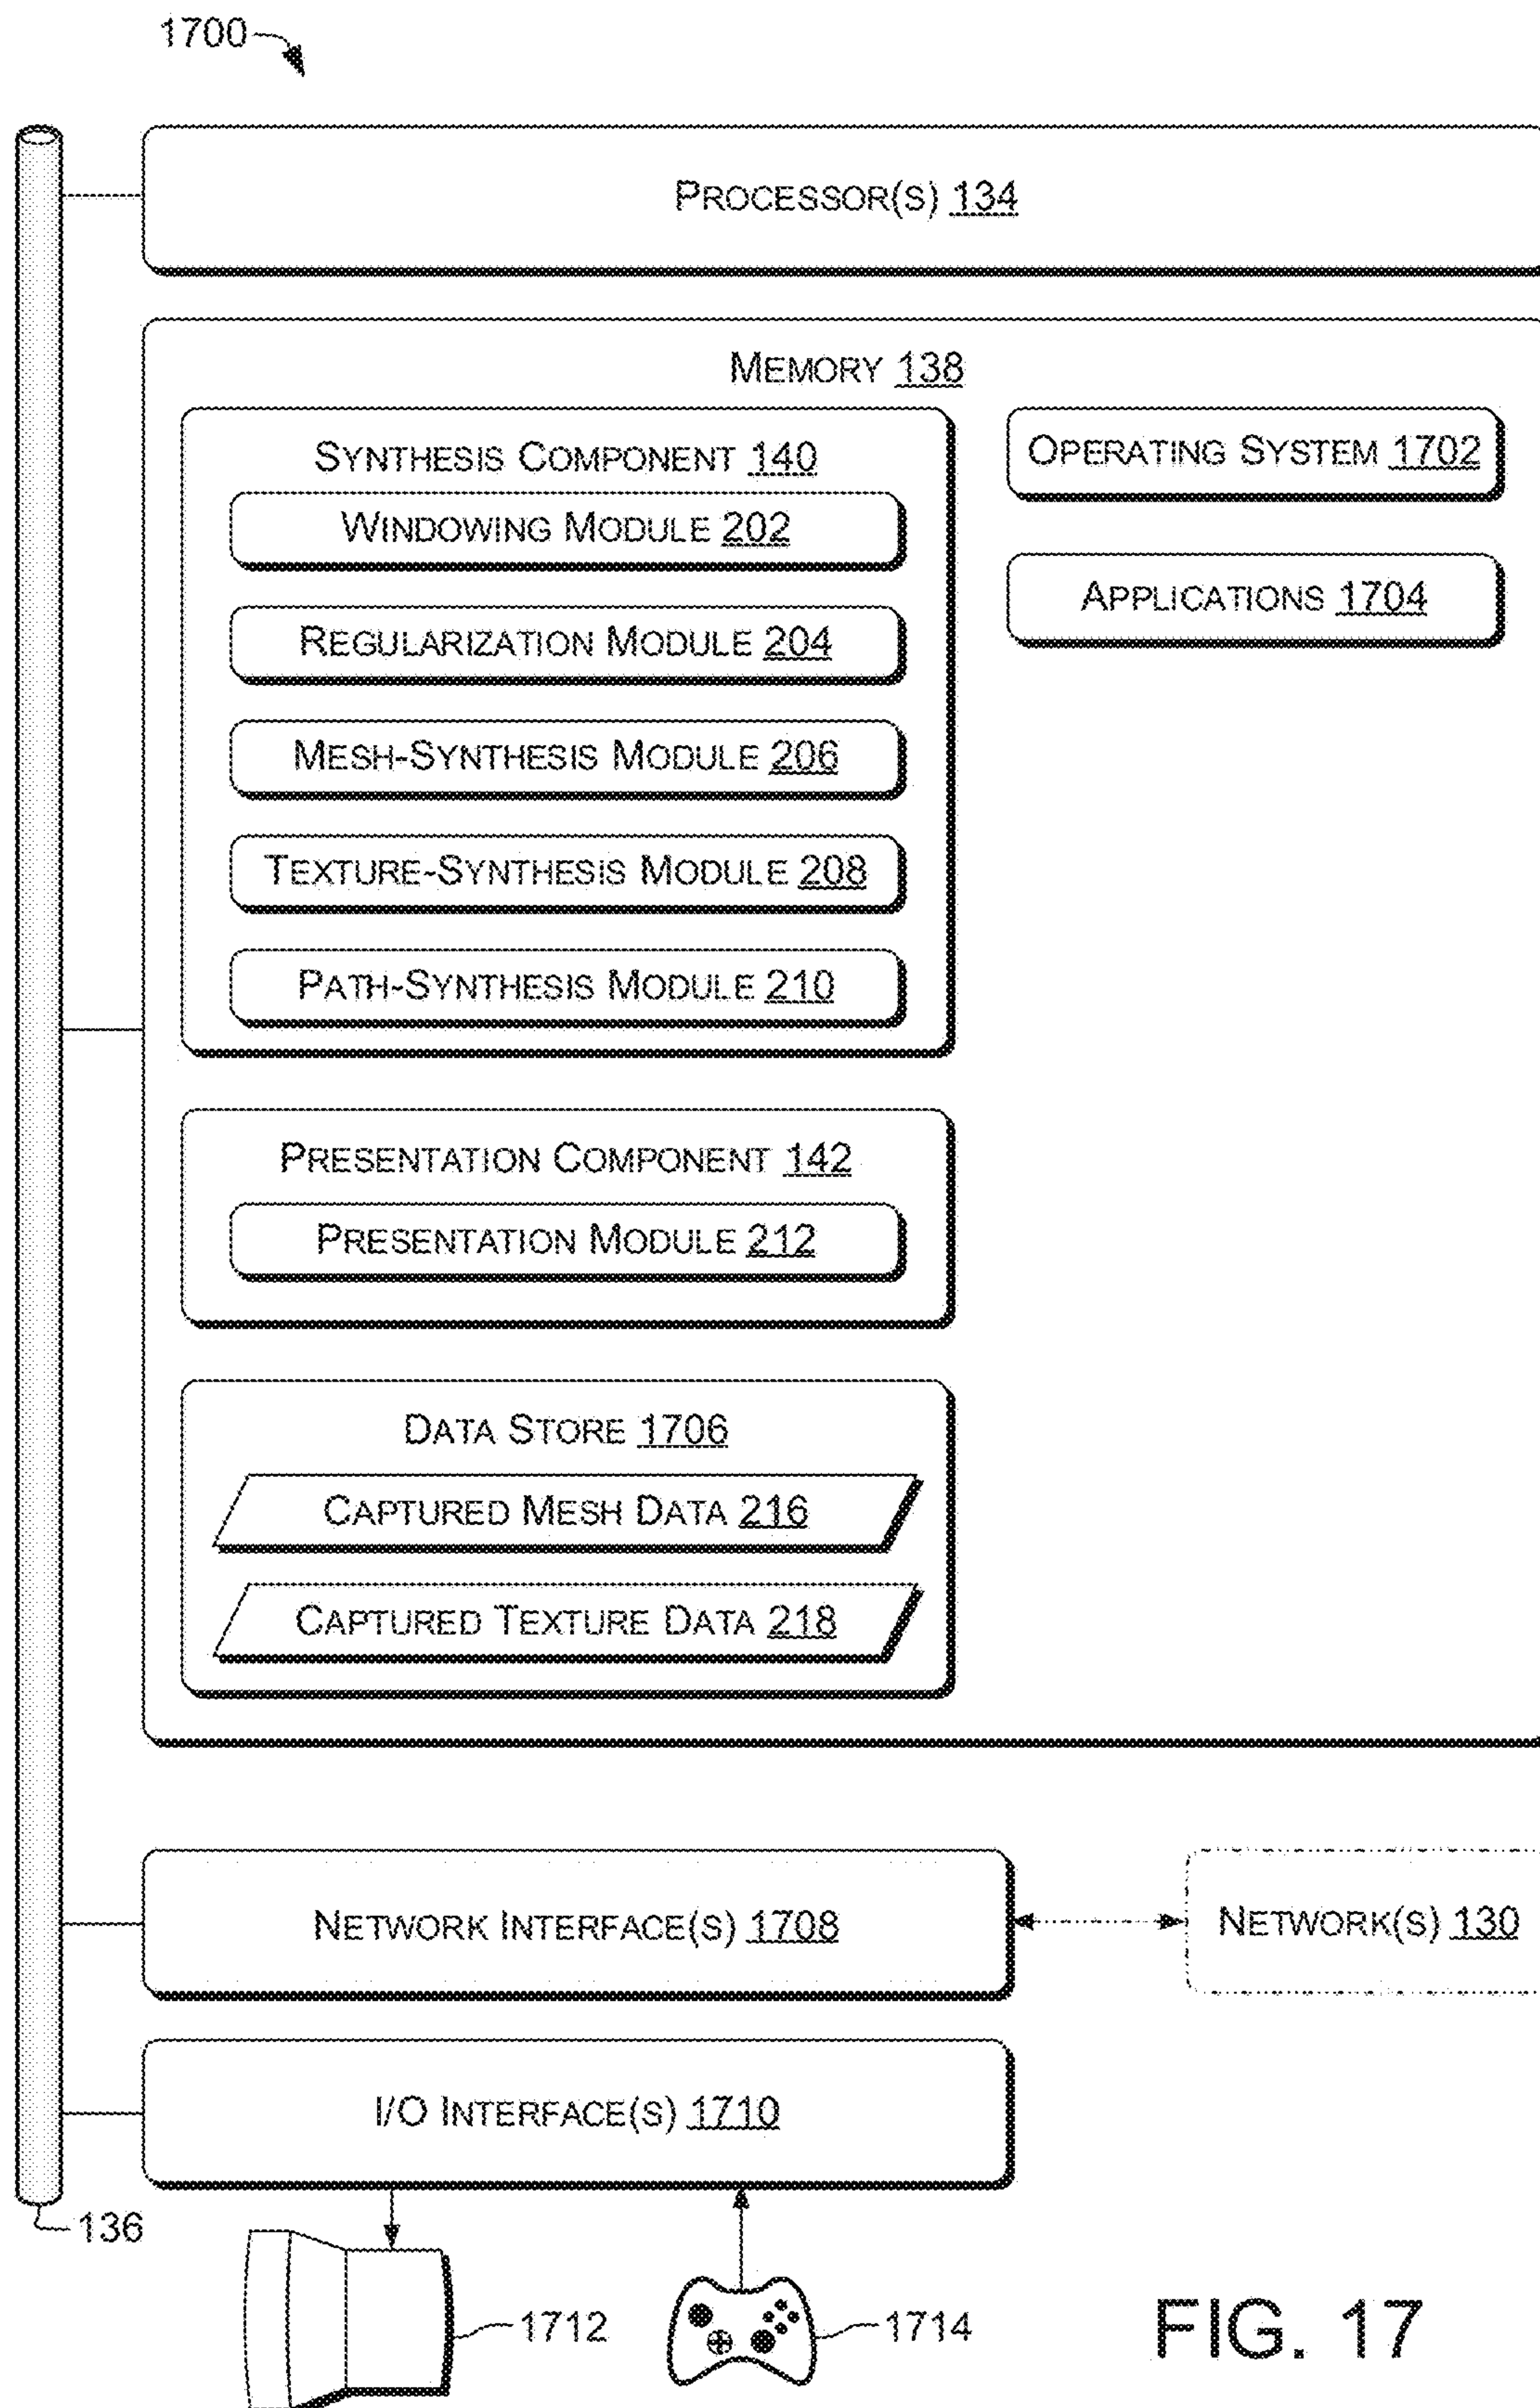 1700
PROCESSOR(S) 134
MEMORY 138
SYNTHESIS COMPONENT 140
WINDOWING MODULE 202
REGULARIZATION MODULE 204
MESH-SYNTHESIS MODULE 206
TEXTURE-SYNTHESIS MODULE 208
PATH-SYNTHESIS MODULE 210
OPERATING SYSTEM 1702
APPLICATIONS 1704
PRESENTATION COMPONENT 142
PRESENTATION MODULE 212
DATA STORE 1706
CAPTURED MESH DATA 216
CAPTURED TEXTURE DATA 218
NETWORK INTERFACE(S) 1708
NETWORK(S) 130
I/O INTERFACE(S) 1710
136
1712
1714
FIG. 17